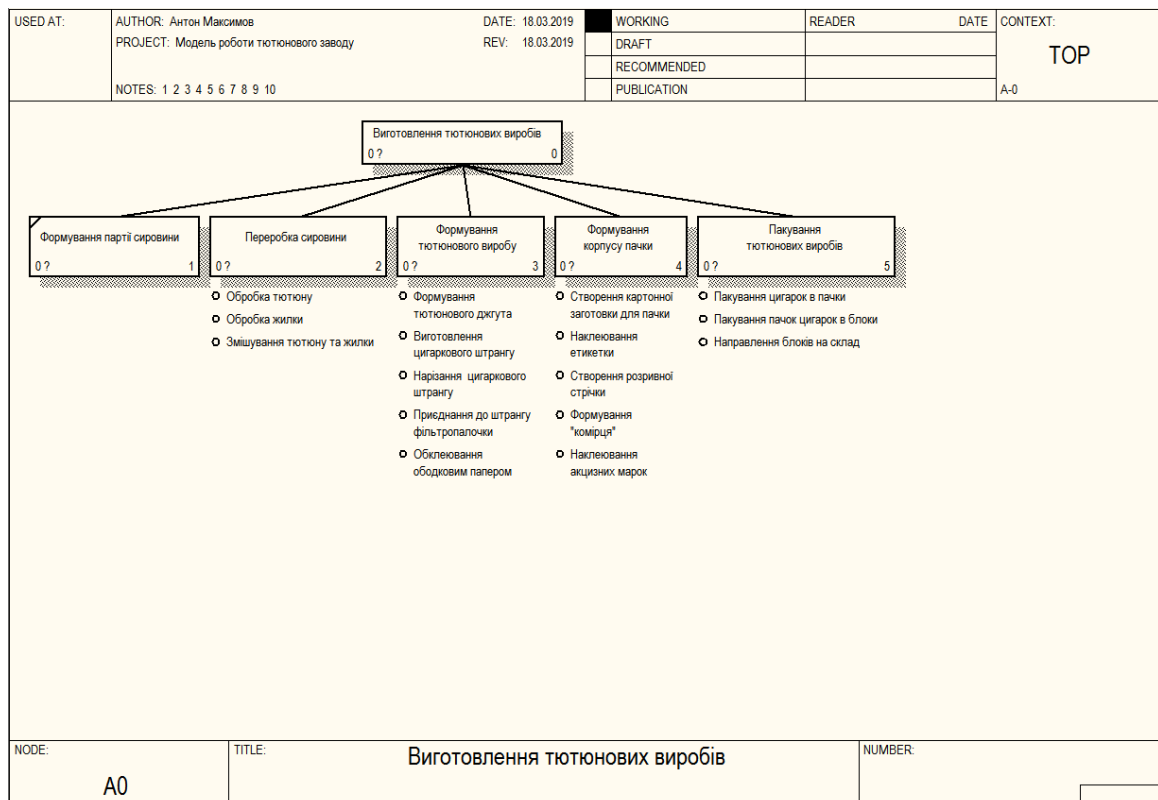 USED AT:
AUTHOR: Антон Максимов
DATE: 18.03.2019
WORKING
READER
DATE
CONTEXT:
PROJECT: Модель роботи тютюнового заводу
REV: 18.03.2019
DRAFT
TOP
RECOMMENDED
NOTES: 1 2 3 4 5 6 7 8 9 10
PUBLICATION
A-0
Виготовлення тютюнових виробів
0 ?
0
Формування партії сировини
0 ?
1
Переробка сировини
0 ?
2
Обробка тютюну
Обробка жилки
Змішування тютюну та жилки
Формування
тютюнового виробу
0 ?
3
Формування
тютюнового джгута
Виготовлення
цигаркового штрангу
Нарізання цигаркового
штрангу
Приєднання до штрангу
фільтропалочки
Обклеювання
ободковим папером
Формування
корпусу пачки
0 ?
4
Створення картонної
заготовки для пачки
Наклеювання
етикетки
Створення розривної
стрічки
Формування
"комірця"
Наклеювання
акцизних марок
Пакування
тютюнових виробів
0 ?
5
Пакування цигарок в пачки
Пакування пачок цигарок в блоки
Направлення блоків на склад
NODE:
A0
TITLE:
Виготовлення тютюнових виробів
NUMBER: